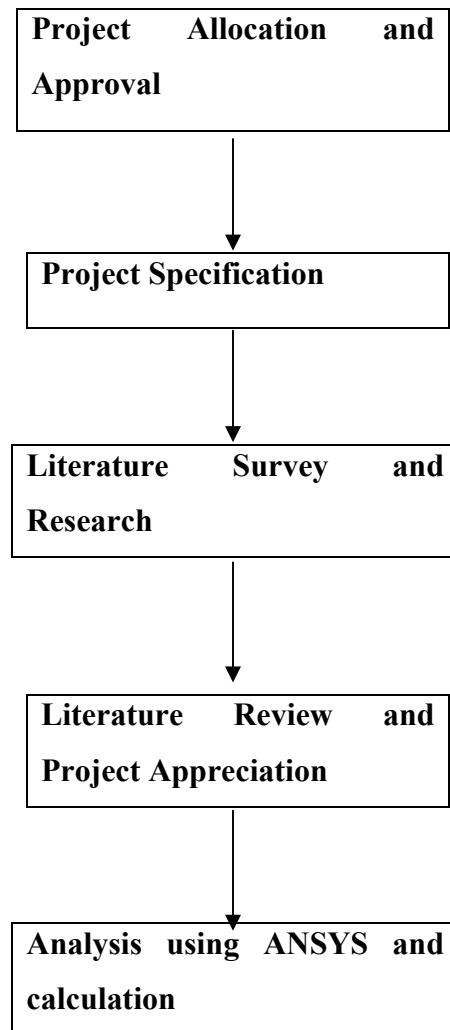 Project Allocation and
Approval
Project Specification
Literature Survey and
Research
Literature Review and
Project Appreciation
Analysis using ANSYS and
calculation